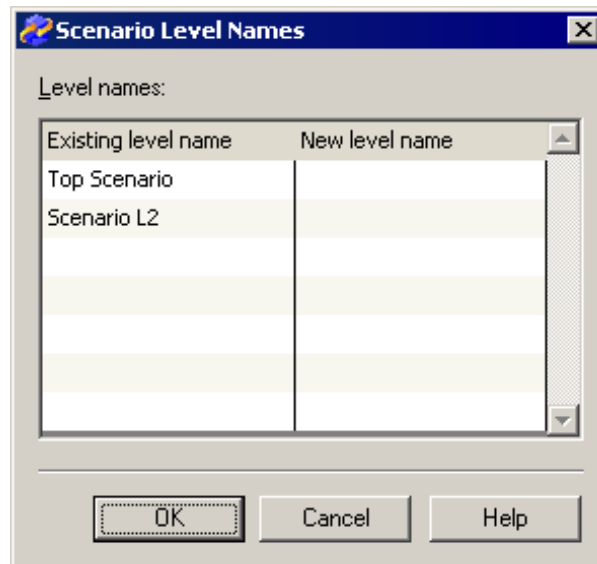 Scenario Level Names
Level names:
Existing level name New level name
Top Scenario
Scenario L2
OK Cancel Help